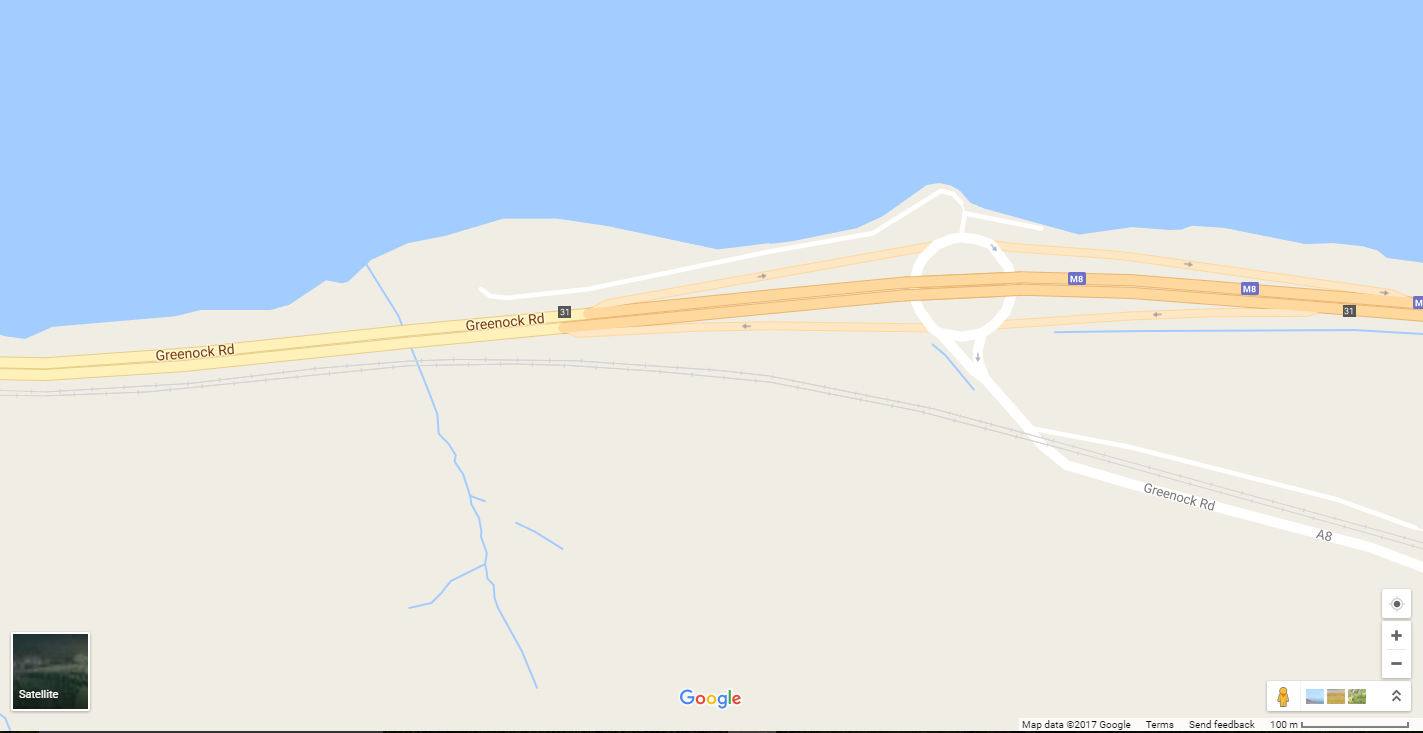 M8
M8
M
31
31
Greenock Rd
Greenock Rd
Greenock Rd
A8
Satellite
Google
Map data ©2017 Google Terms Send feedback 100 m